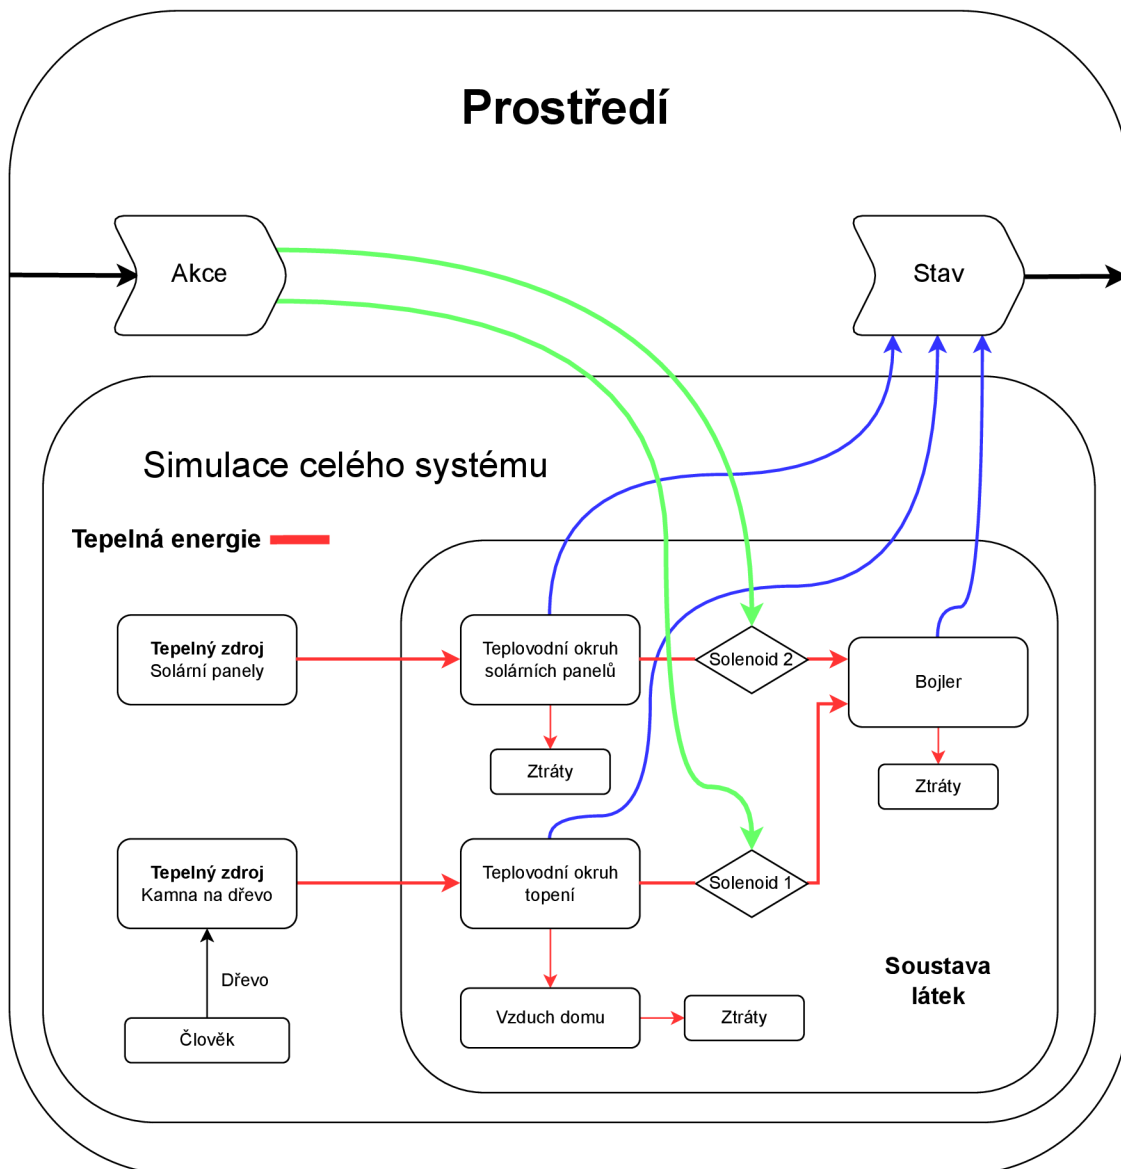 Prostředí
Akce
Stav
Simulace celého systému
Tepelná energie
Tepelný zdroj
Solární panely
Teplovodní okruh
solárních panelů
Solenoid 2
Bojler
Ztráty
Ztráty
Tepelný zdroj
Kamna na dřevo
Teplovodní okruh
topení
Solenoid 1
Dřevo
Soustava
látek
Člověk
Vzduch domu
Ztráty